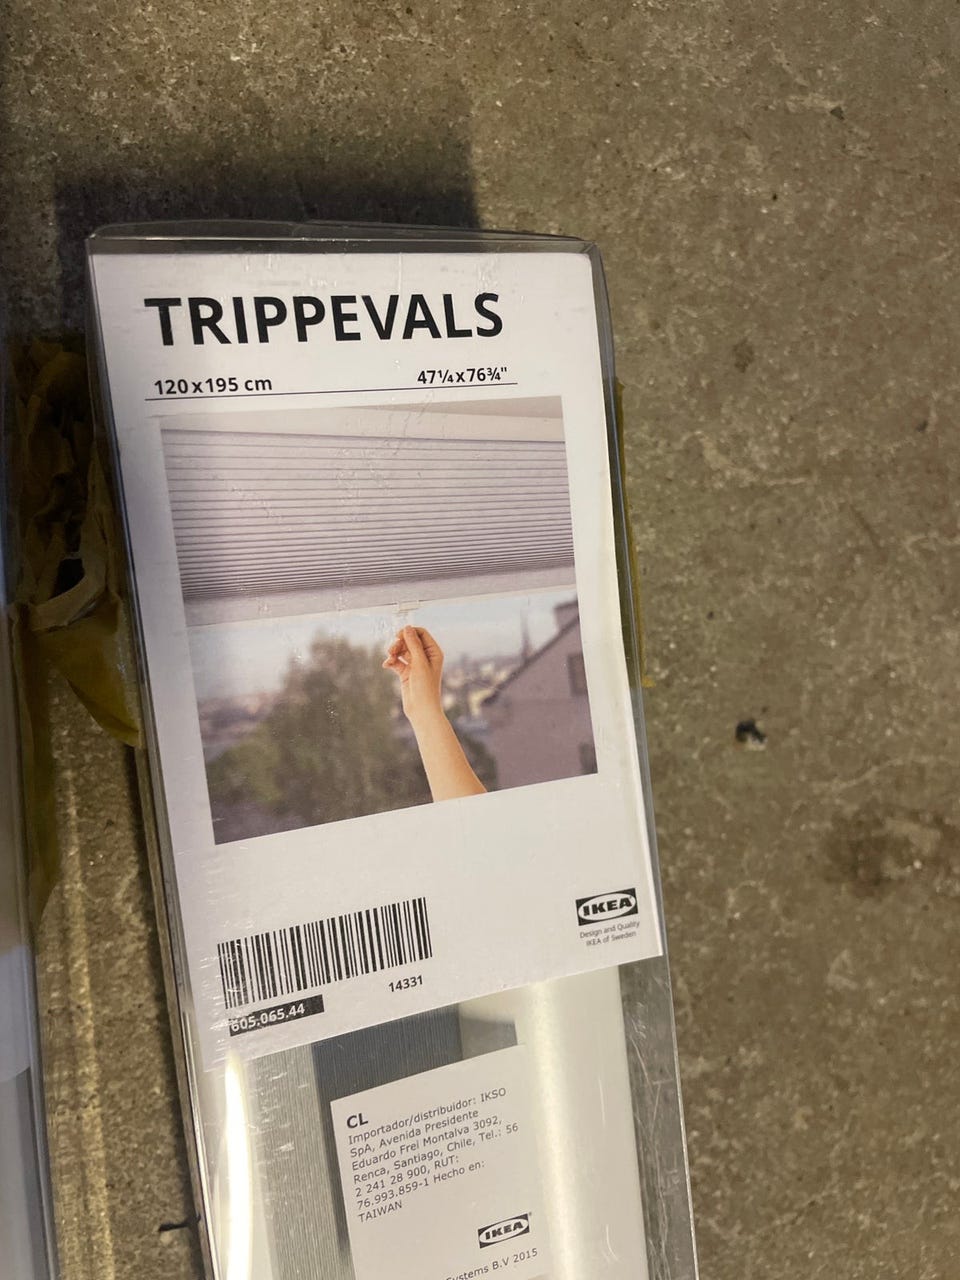 TRIPPEVALS
120x195 cm
47¼x76¾"
605.065.44
14331
IKEA
Design and Quality
IKEA of Sweden
CL
Importador/distribuidor: IKSO
SpA, Avenida Presidente
Eduardo Frei Montalva 3092,
Renca, Santiago, Chile, Tel.: 56
2 241 28 900, RUT:
76.993.859-1 Hecho en:
TAIWAN
IKEA®
Systems B.V 2015